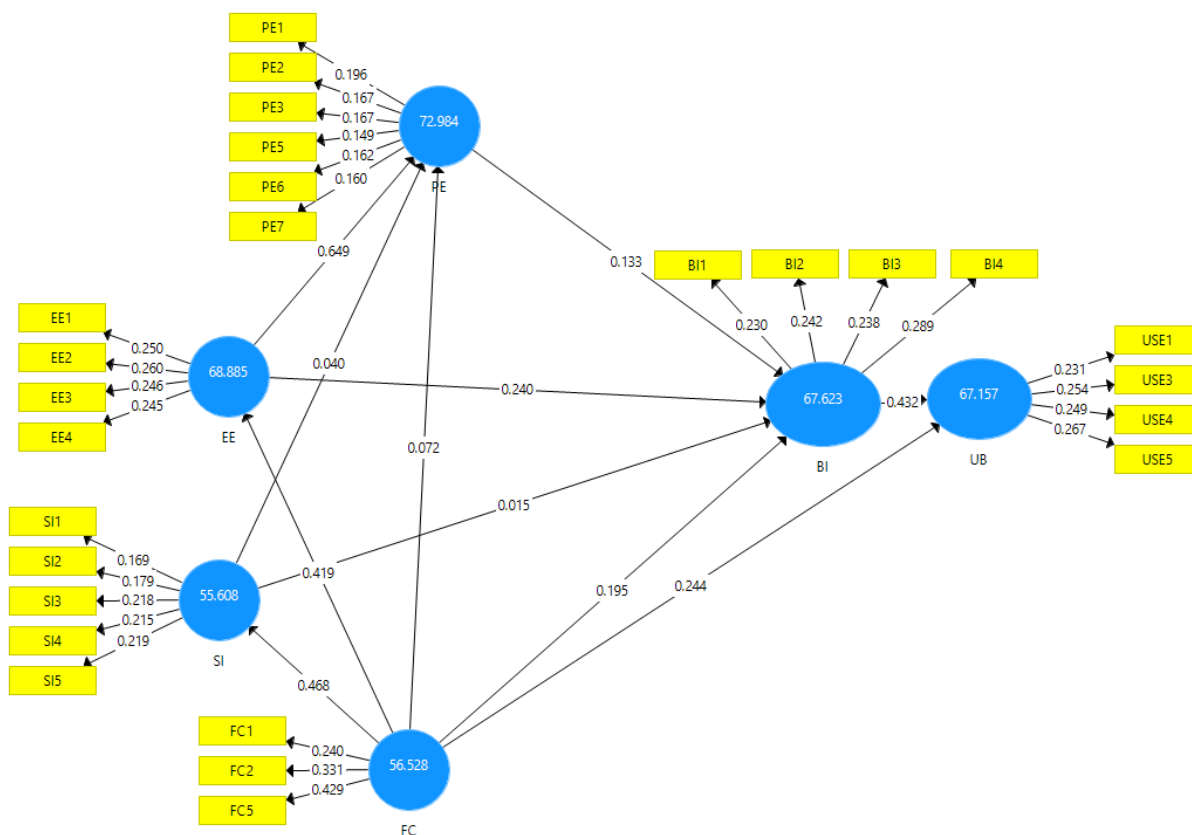 PE1
PE2
PE3
PE5
PE6
PE7
0.196
0.167
0.167
0.149
0.162
0.160
72.984
PE
0.649
0.040
0.072
0.133
BI1
BI2
BI3
BI4
0.230
0.242
0.238
0.289
EE1
EE2
EE3
EE4
0.250
0.260
0.246
0.245
68.885
EE
0.240
67.623
BI
0.432
67.157
UB
0.231
0.254
0.249
0.267
USE1
USE3
USE4
USE5
0.015
0.419
0.195
0.244
SI1
SI2
SI3
SI4
SI5
0.169
0.179
0.218
0.215
0.219
55.608
SI
0.468
FC1
FC2
FC5
0.240
0.331
0.429
56.528
FC